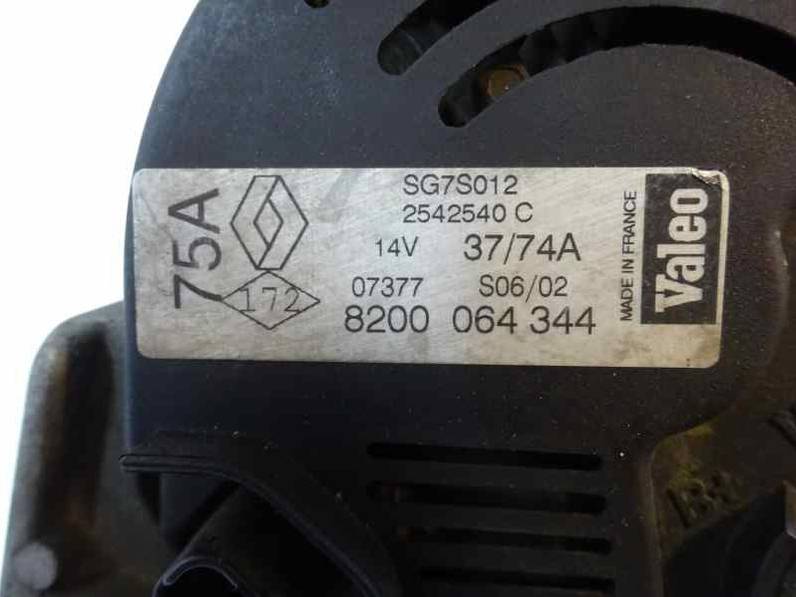 75A
172
SG7S012
2542540 C
14V 37/74A
07377 S06/02
8200 064 344
MADE IN FRANCE
Valeo